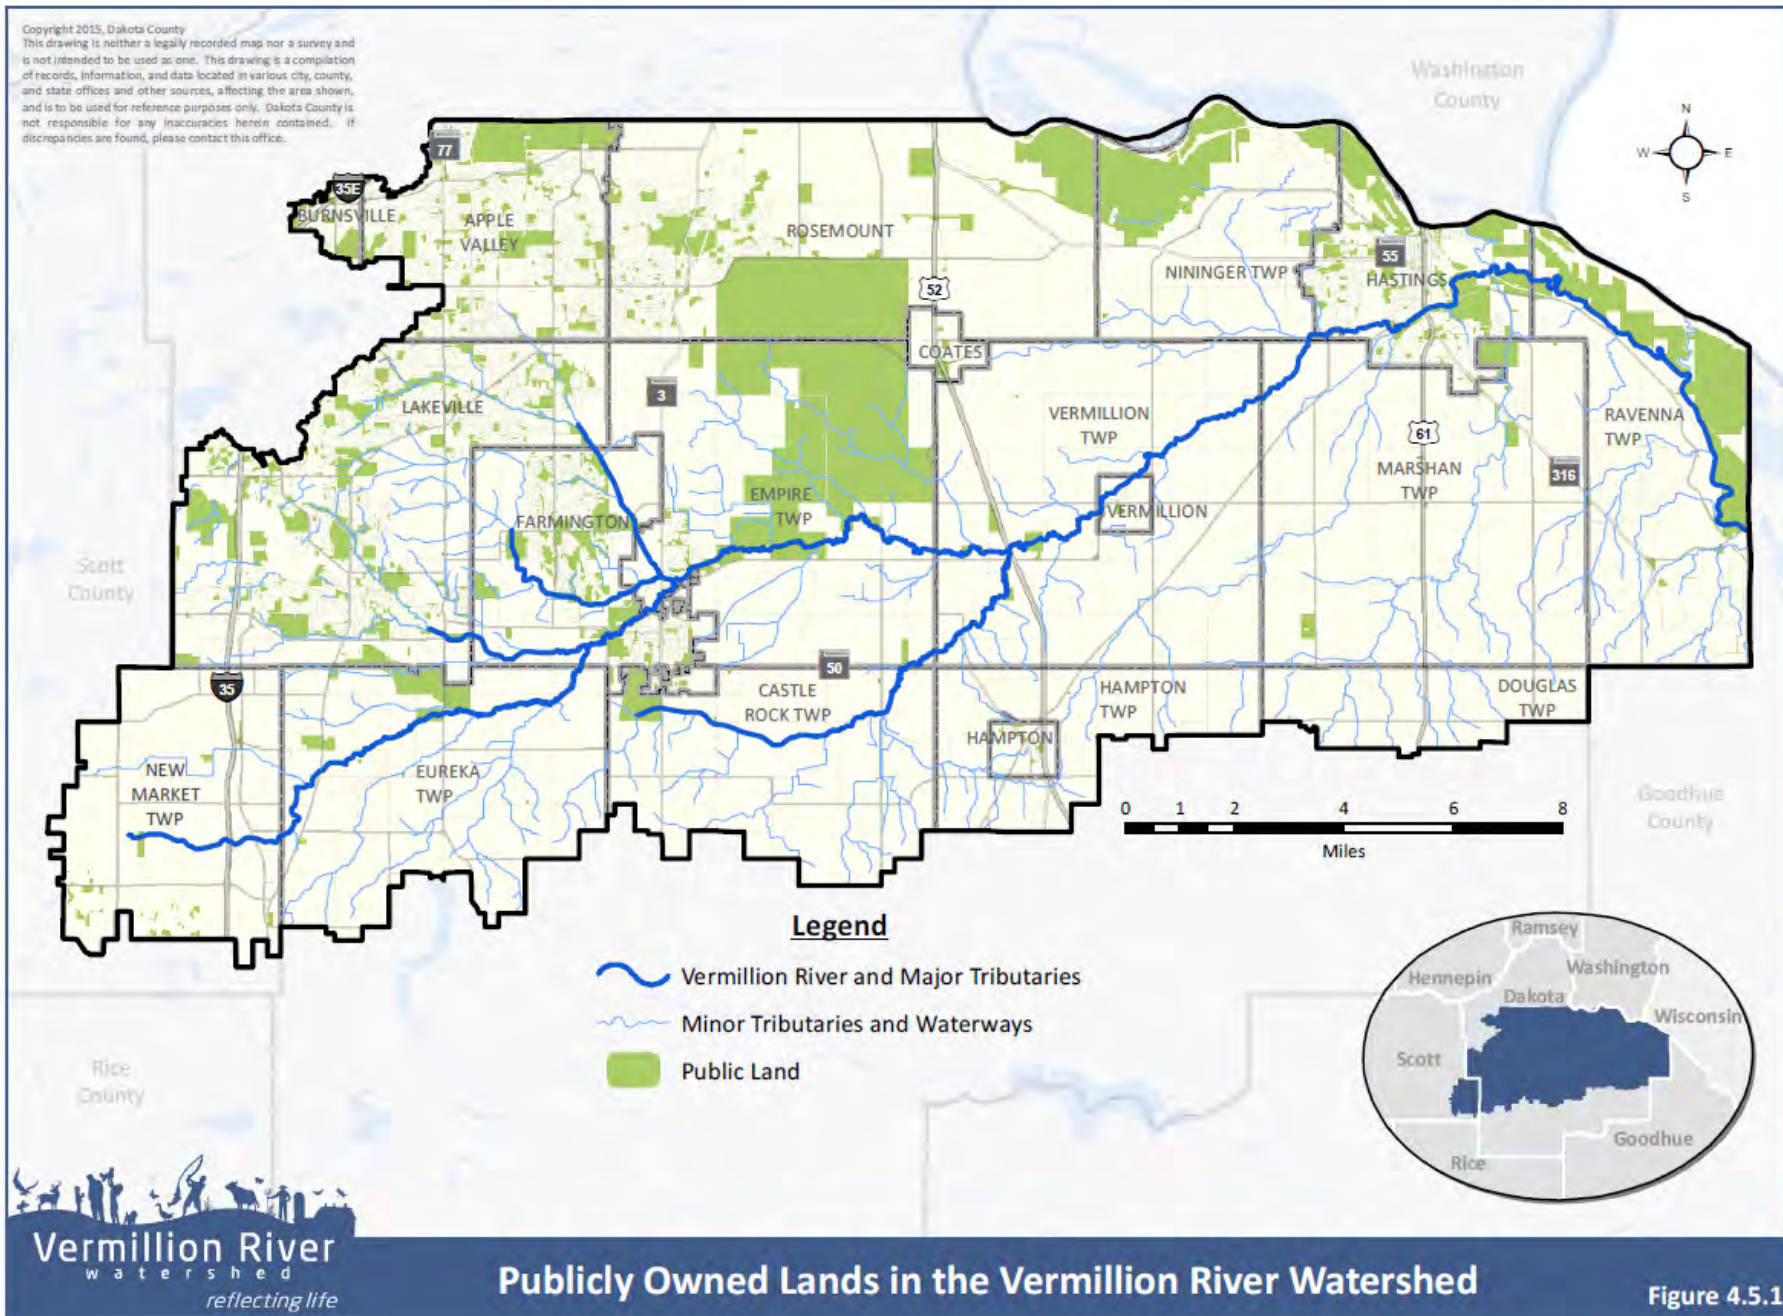 Copyright 2015, Dakota County
This drawing is neither a legally recorded map nor a survey and
is not intended to be used as one. This drawing is a compilation
of records, information, and data located in various city, county,
and state offices and other sources, affecting the area shown,
and is to be used for reference purposes only. Dakota County is
not responsible for any inaccuracies herein contained. If
discrepancies are found, please contact this office.
Washington
County
N
W E
S
77
35E
BURNSVILLE
APPLE
VALLEY
ROSEMOUNT
NININGER TWP
55
HASTINGS
52
COATES
3
LAKEVILLE
VERMILLION
TWP
61
RAVENNA
TWP
MARSHAN
TWP
316
EMPIRE
TWP
FARMINGTON
VERMILLION
Scott
County
35
50
CASTLE
ROCK TWP
HAMPTON
TWP
DOUGLAS
TWP
HAMPTON
NEW
MARKET
TWP
EUREKA
TWP
Goodhue
County
0 1 2 4 6 8
Miles
Legend
Vermillion River and Major Tributaries
Minor Tributaries and Waterways
Public Land
Rice
County
Ramsey
Hennepin
Washington
Dakota
Wisconsin
Scott
Goodhue
Rice
Vermillion River
watershed
reflecting life
Publicly Owned Lands in the Vermillion River Watershed
Figure 4.5.1